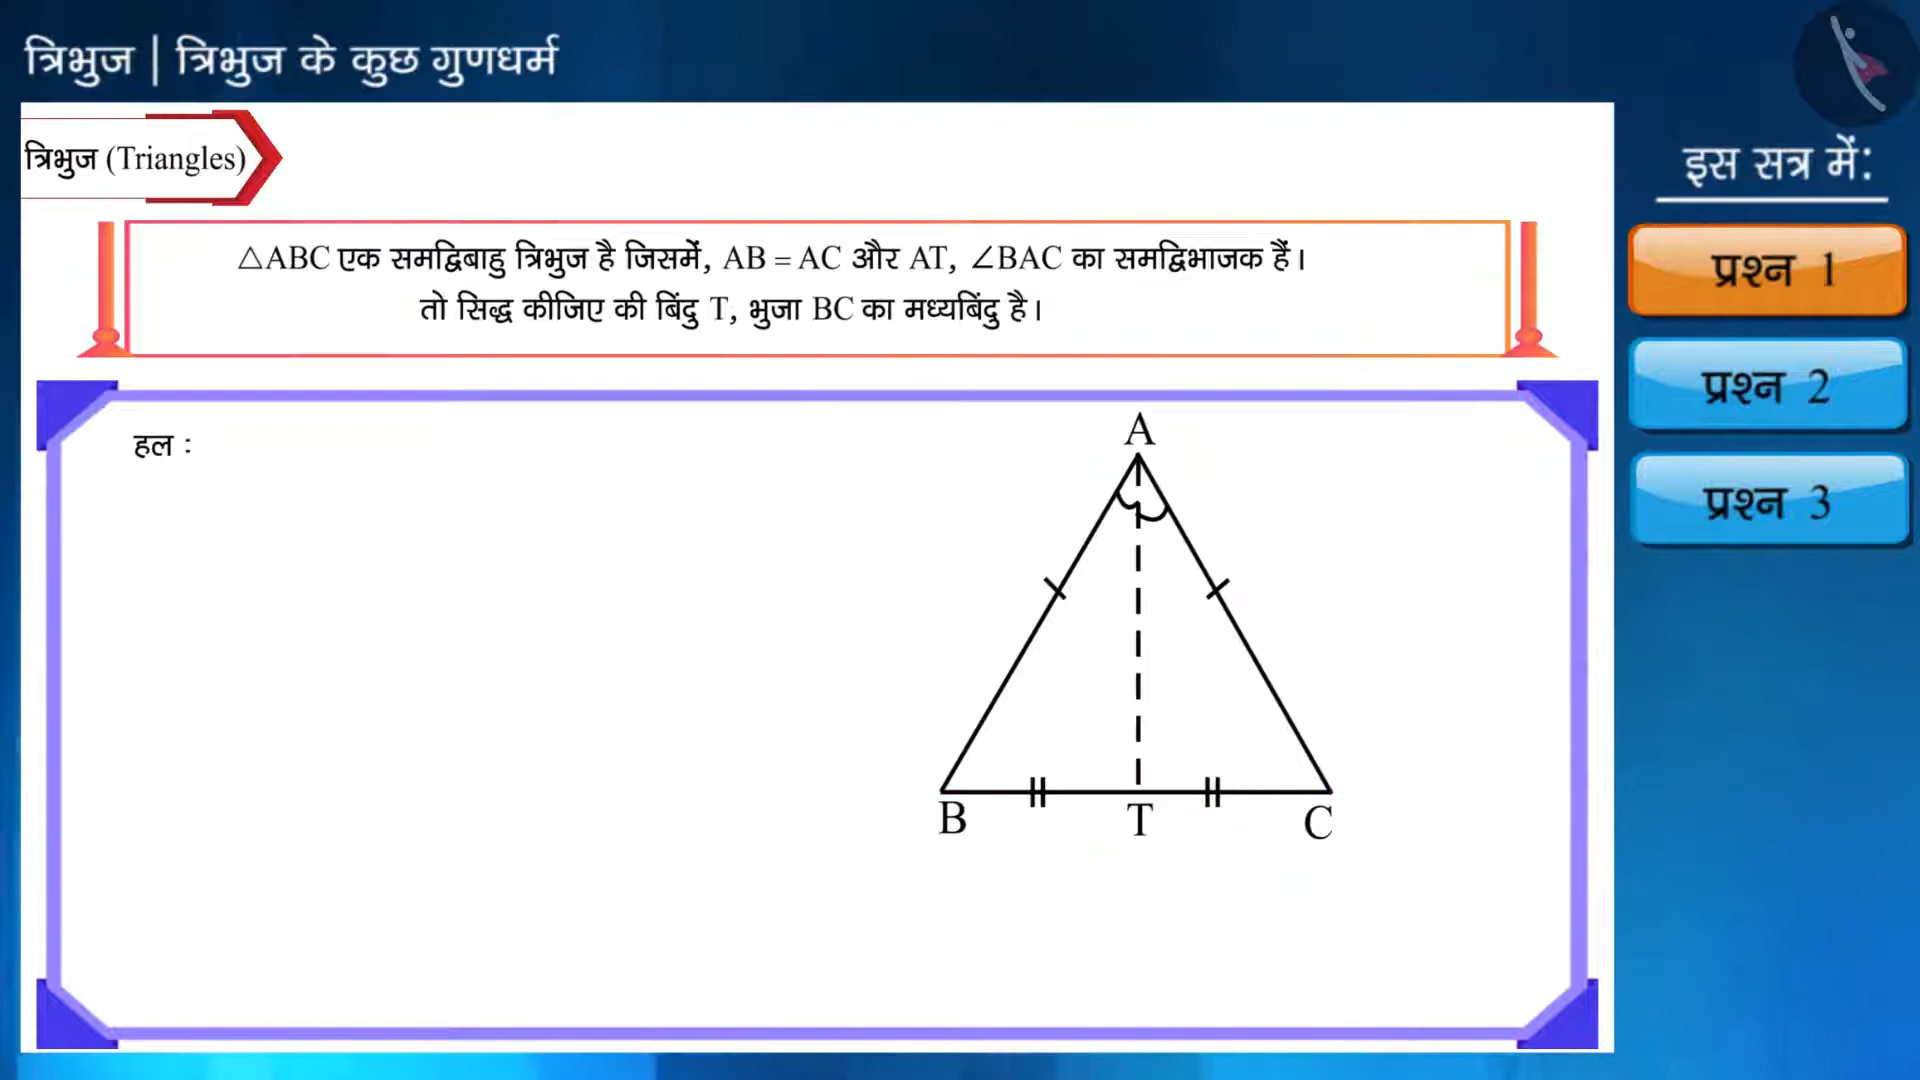 त्रिभुज | त्रिभुज के कुछ गुणधर्म
त्रिभुज (Triangles)
△ABC एक समद्विबाहु त्रिभुज है जिसमें, AB = AC और AT, ∠BAC का समद्विभाजक हैं।
तो सिद्ध कीजिए की बिंदु T, भुजा BC का मध्यबिंदु है।
हल :
A
B
T
C
इस सत्र में:
प्रश्न 1
प्रश्न 2
प्रश्न 3